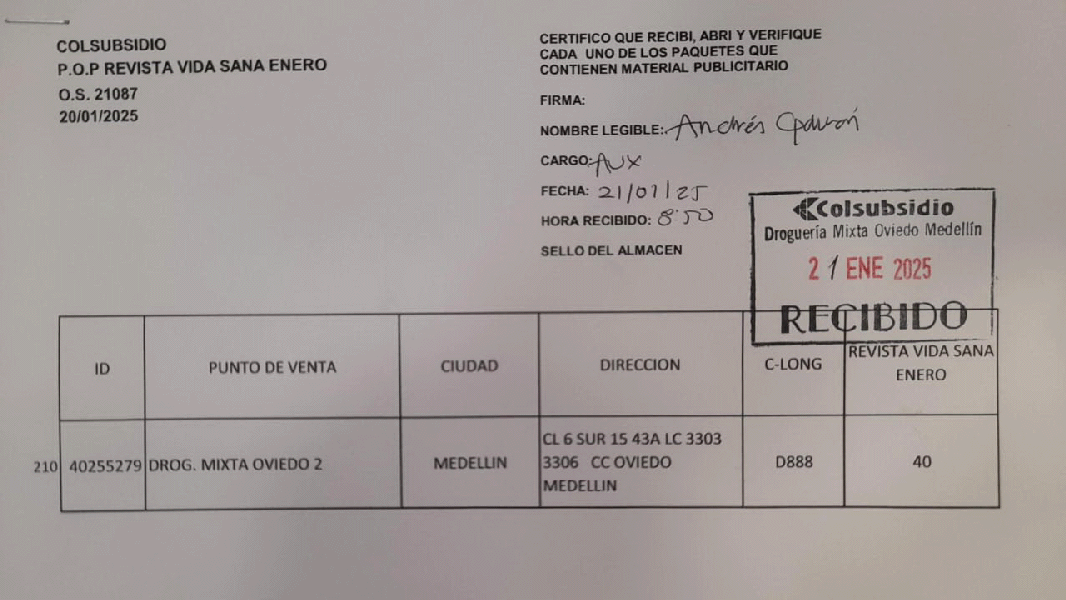 COLSUBSIDIO
P.O.P REVISTA VIDA SANA ENERO
O.S. 21087
20/01/2025
CERTIFICO QUE RECIBI, ABRI Y VERIFIQUE
CADA UNO DE LOS PAQUETES QUE
CONTIENEN MATERIAL PUBLICITARIO
FIRMA:
NOMBRE LEGIBLE: Andrés
CARGO: AUX
FECHA: 21/01/25
HORA RECIBIDO: 8:50
SELLO DEL ALMACEN
Colsubsidio
Droguería Mixta Oviedo Medellín
21 ENE 2025
RECIBIDO
ID PUNTO DE VENTA CIUDAD DIRECCION C-LONG REVISTA VIDA SANA
ENERO
210 40255279 DROG. MIXTA OVIEDO 2 MEDELLIN CL 6 SUR 15 43A LC 3303
3306 CC OVIEDO
MEDELLIN D888 40